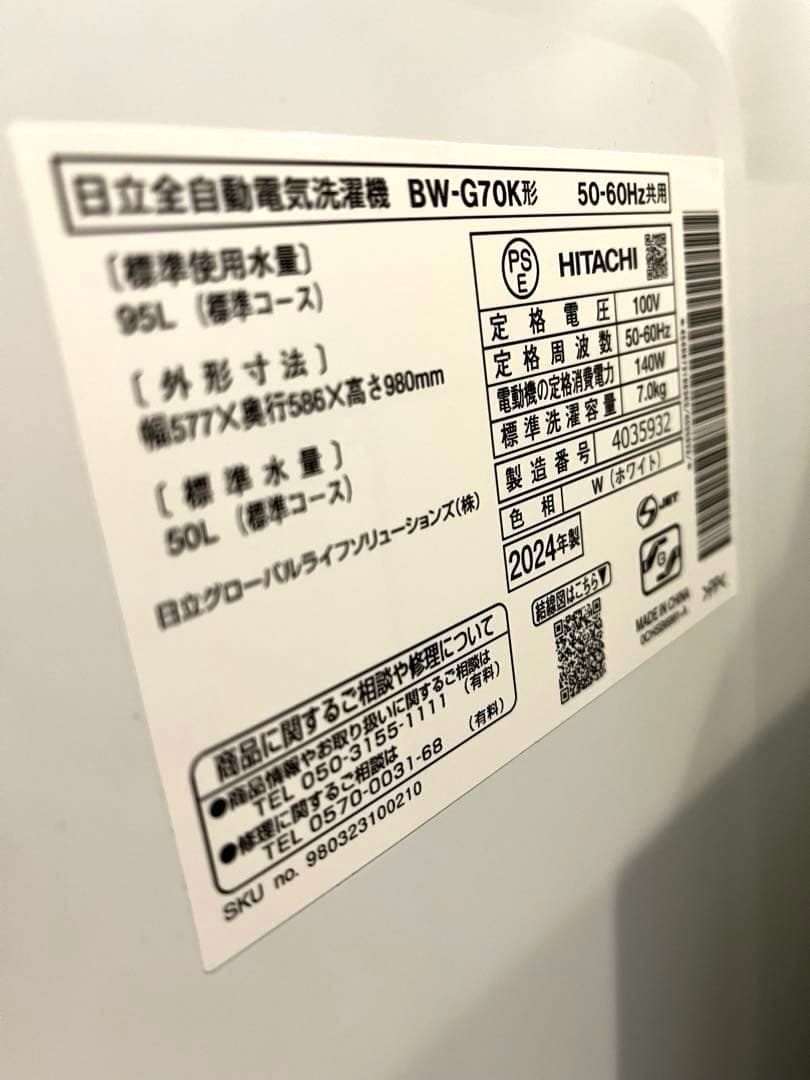 日立全自動電気洗濯機 BW-G70K形 50-60Hz共用
〔標準使用水量〕
95L (標準コース)
〔外形寸法〕
幅577×奥行586×高さ980mm
〔標準水量〕
50L (標準コース)
日立グローバルライフソリューションズ(株)
PS
E
HITACHI
定格電圧 100V
定格周波数 50-60Hz
電動機の定格消費電力 140W
標準洗濯容量 7.0kg
製造番号 4035932
色相 W (ホワイト)
2024年製
JET
S
G
結線図はこちら▼
MADE IN CHINA
商品に関するご相談や修理について
●商品情報やお取り扱いに関するご相談は
TEL 050-3155-1111 (有料)
●修理に関するご相談は
TEL 0570-0031-68 (有料)
SKU no. 980323100210